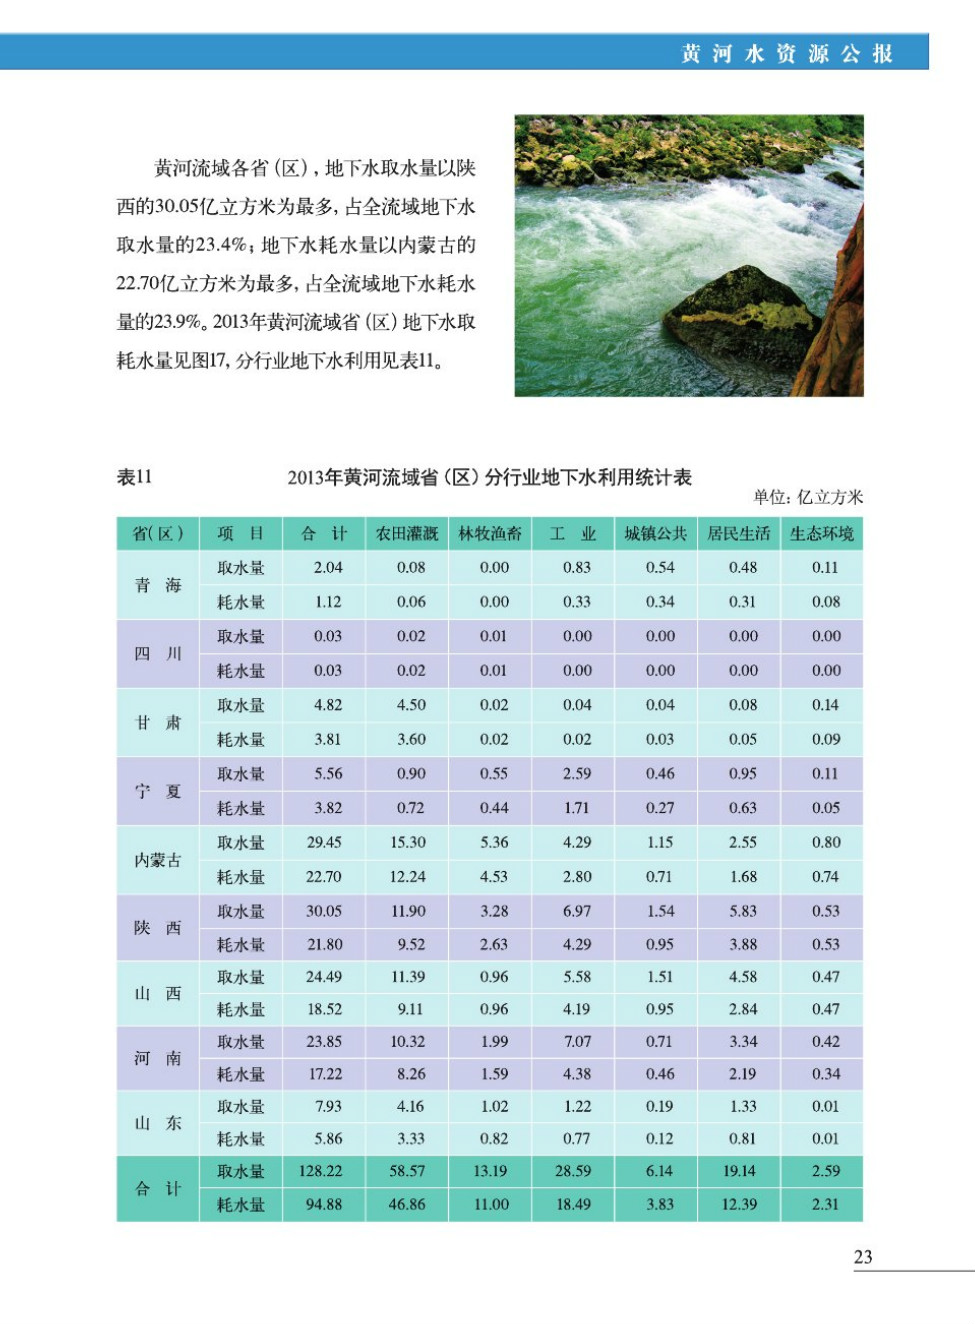 黄河水资源公报
黄河流域各省(区),地下水取水量以陕
西的30.05亿立方米为最多,占全流域地下水
取水量的23.4%;地下水耗水量以内蒙古的
22.70亿立方米为最多,占全流域地下水耗水
量的23.9%。2013年黄河流域省(区)地下水取
耗水量见图17,分行业地下水利用见表11。
表11 2013年黄河流域省(区)分行业地下水利用统计表
单位:亿立方米
省(区) 项目 合计 农田灌溉 林牧渔畜 工业 城镇公共 居民生活 生态环境
青海 取水量 2.04 0.08 0.00 0.83 0.54 0.48 0.11
耗水量 1.12 0.06 0.00 0.33 0.34 0.31 0.08
四川 取水量 0.03 0.02 0.01 0.00 0.00 0.00 0.00
耗水量 0.03 0.02 0.01 0.00 0.00 0.00 0.00
甘肃 取水量 4.82 4.50 0.02 0.04 0.04 0.08 0.14
耗水量 3.81 3.60 0.02 0.02 0.03 0.05 0.09
宁夏 取水量 5.56 0.90 0.55 2.59 0.46 0.95 0.11
耗水量 3.82 0.72 0.44 1.71 0.27 0.63 0.05
内蒙古 取水量 29.45 15.30 5.36 4.29 1.15 2.55 0.80
耗水量 22.70 12.24 4.53 2.80 0.71 1.68 0.74
陕西 取水量 30.05 11.90 3.28 6.97 1.54 5.83 0.53
耗水量 21.80 9.52 2.63 4.29 0.95 3.88 0.53
山西 取水量 24.49 11.39 0.96 5.58 1.51 4.58 0.47
耗水量 18.52 9.11 0.96 4.19 0.95 2.84 0.47
河南 取水量 23.85 10.32 1.99 7.07 0.71 3.34 0.42
耗水量 17.22 8.26 1.59 4.38 0.46 2.19 0.34
山东 取水量 7.93 4.16 1.02 1.22 0.19 1.33 0.01
耗水量 5.86 3.33 0.82 0.77 0.12 0.81 0.01
合计 取水量 128.22 58.57 13.19 28.59 6.14 19.14 2.59
耗水量 94.88 46.86 11.00 18.49 3.83 12.39 2.31
23